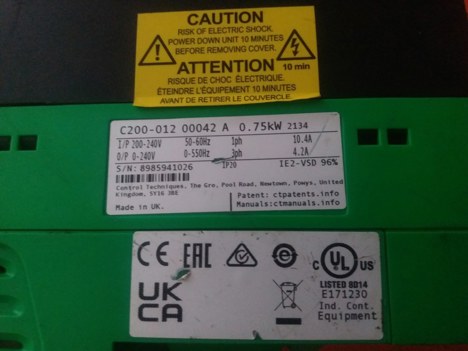 CAUTION
RISK OF ELECTRIC SHOCK.
POWER DOWN UNIT 10 MINUTES
BEFORE REMOVING COVER.
ATTENTION 10 min
RISQUE DE CHOC ÉLECTRIQUE.
ÉTEINDRE L'ÉQUIPEMENT 10 MINUTES
AVANT DE RETIRER LE COUVERCLE.
C200-012 00042 A 0.75kW 2134
I/P 200-240V 50-60Hz 1ph 10.4A
O/P 0-240V 0-550Hz 3ph 4.2A
S/N: 8985941026 IP20 IE2-VSD 96%
Control Techniques, The Gro, Pool Road, Newtown, Powys, United
Kingdom, SY16 3BE
Patent: ctpatents.info
Made in UK. Manuals:ctmanuals.info
CE EAC C UL US
LISTED 8D14
UK E171230
CA Ind. Cont.
Equipment